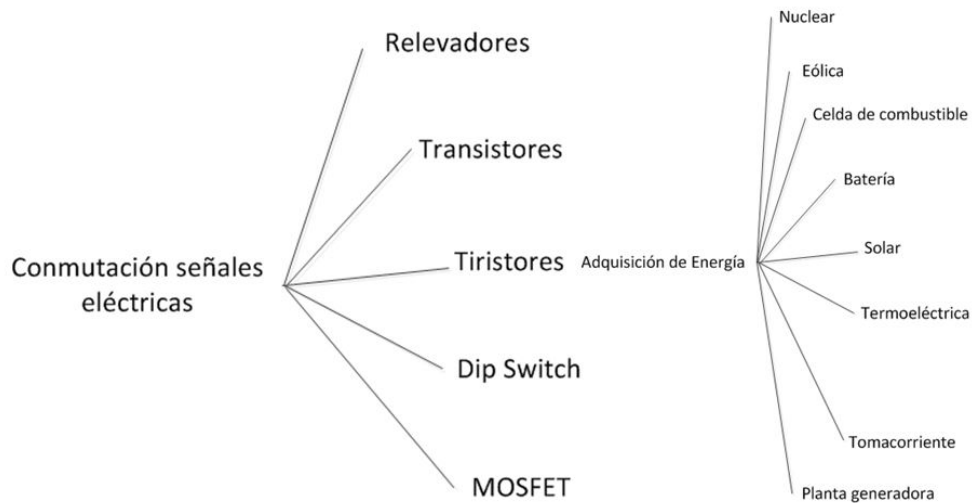 Conmutación señales
eléctricas
Relevadores
Transistores
Tiristores
Dip Switch
MOSFET
Adquisición de Energía
Nuclear
Eólica
Celda de combustible
Batería
Solar
Termoeléctrica
Tomacorriente
Planta generadora